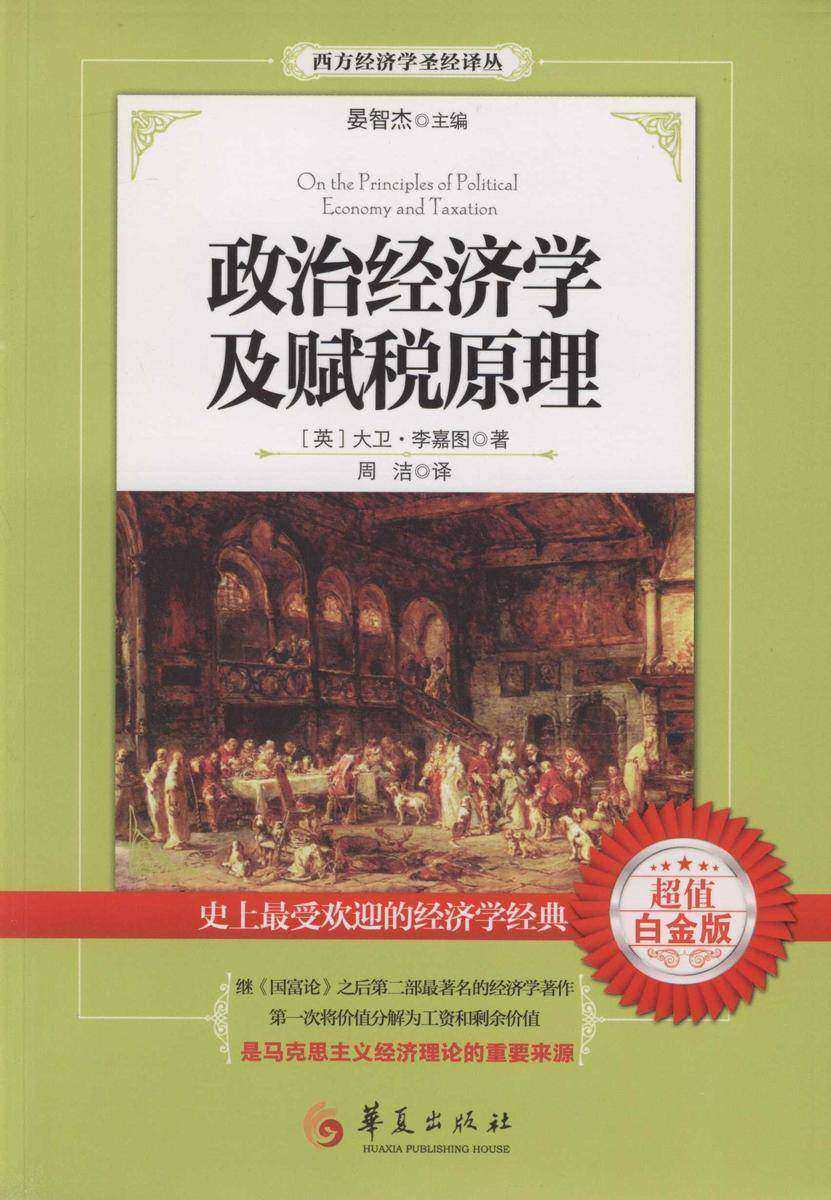 西方经济学圣经译丛
晏智杰◎主编
On the Principles of Political
Economy and Taxation
政治经济学
及赋税原理
[英]大卫·李嘉图◎著
周 洁◎译
史上最受欢迎的经济学经典
超值
白金版
继《国富论》之后第二部最著名的经济学著作
第一次将价值分解为工资和剩余价值
是马克思主义经济理论的重要来源
華夏出版社
HUAXIA PUBLISHING HOUSE